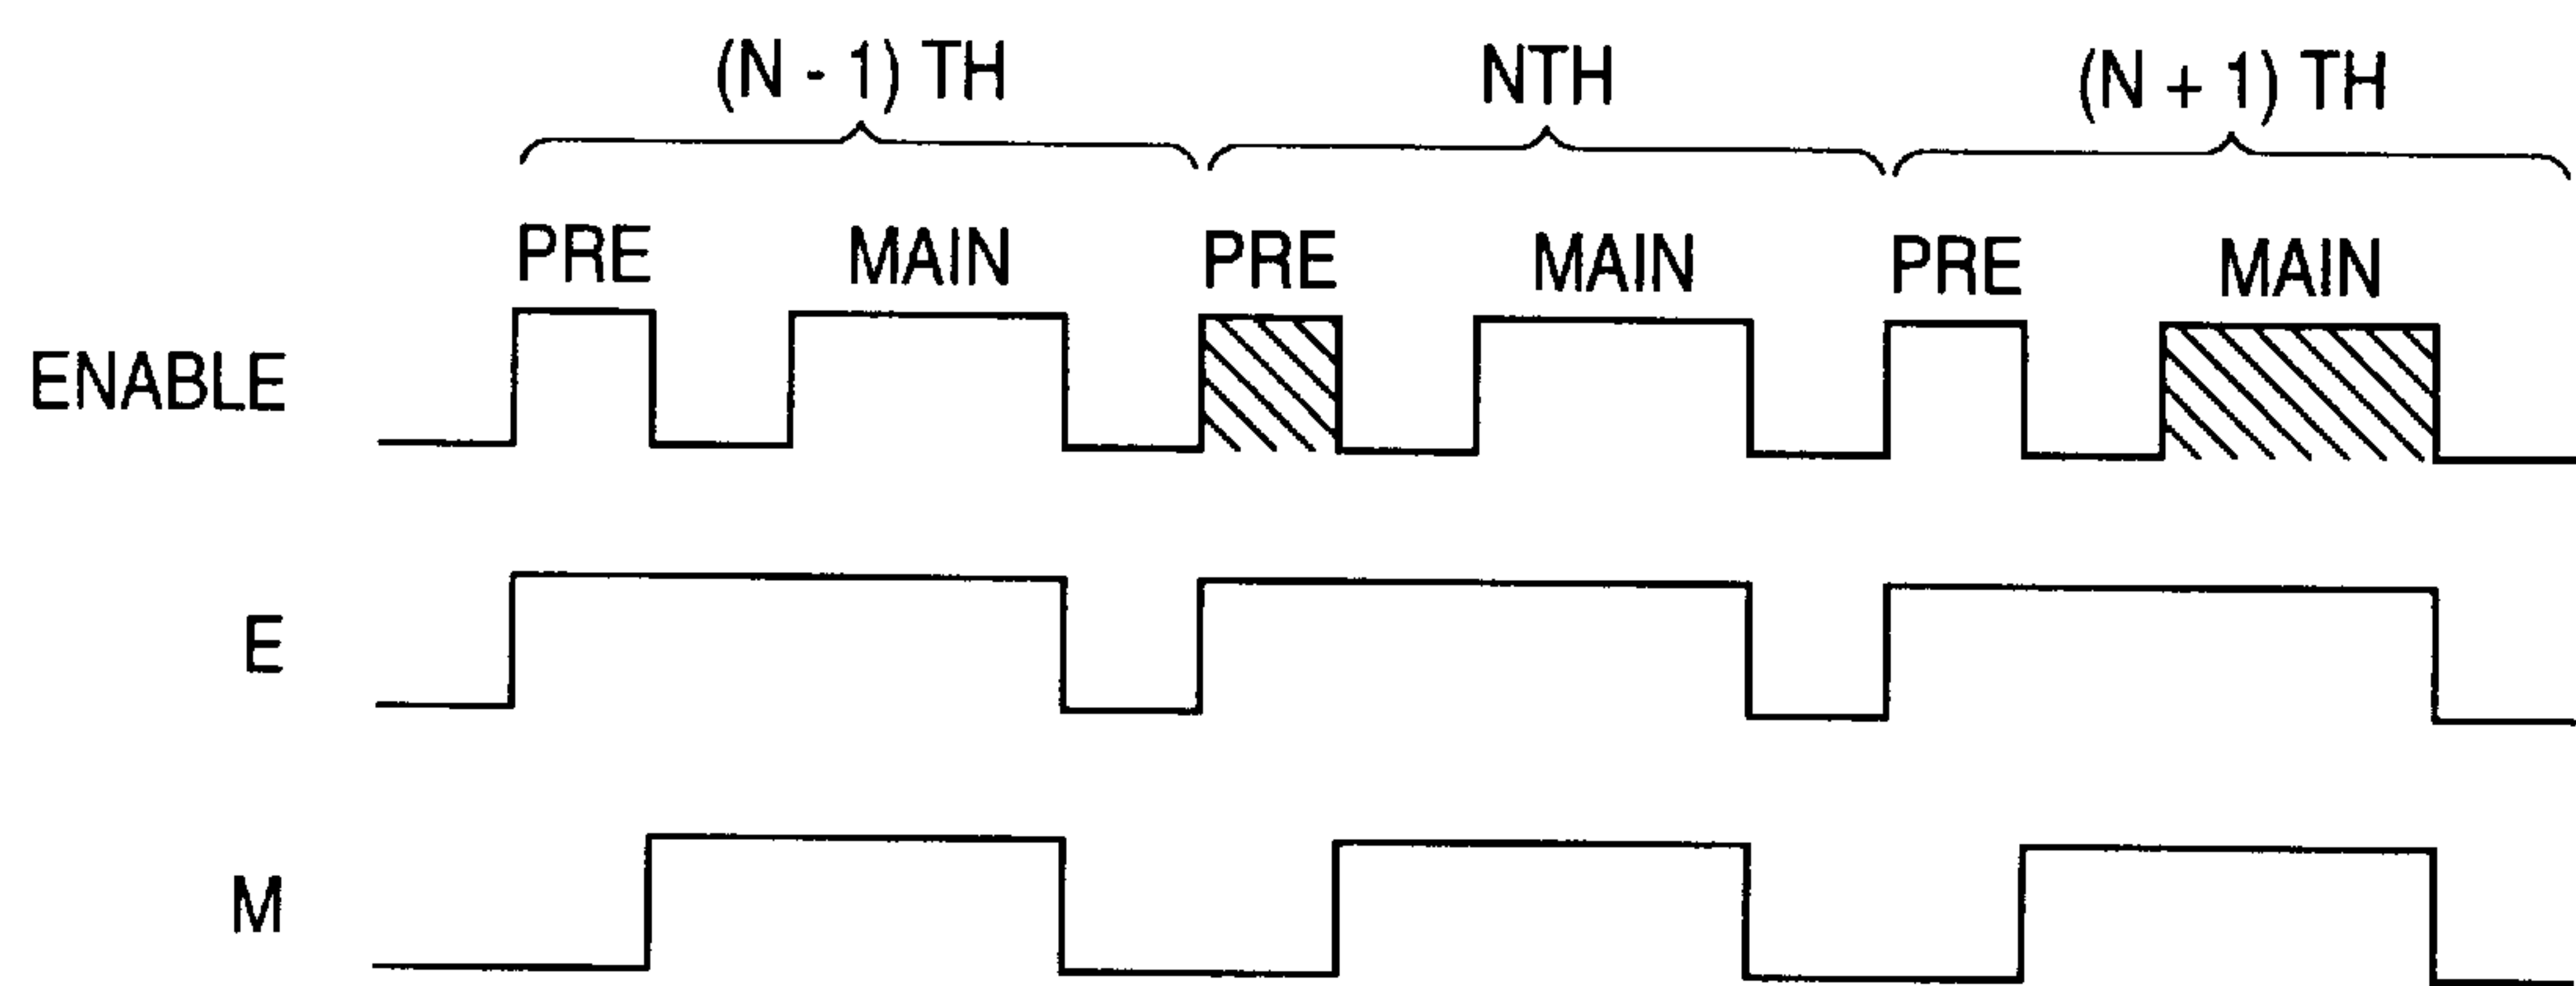 (N - 1) TH NTH (N + 1) TH
PRE MAIN PRE MAIN PRE MAIN
ENABLE
E
M